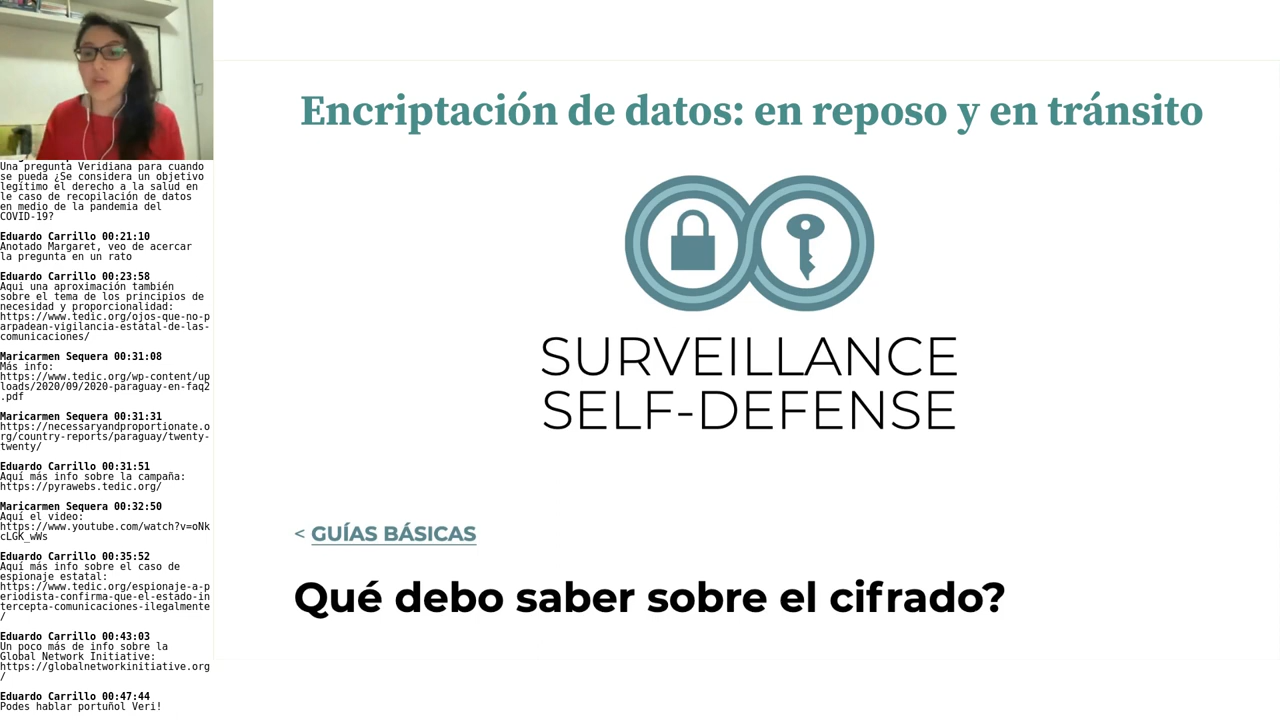 Una pregunta Veridiana para cuando
se pueda ¿Se considera un objetivo
legítimo el derecho a la salud en
le caso de recopilación de datos
en medio de la pandemia del
COVID-19?
Eduardo Carrillo 00:21:10
Anotado Margaret, veo de acercar
la pregunta en un rato
Eduardo Carrillo 00:23:58
Aqui una aproximación también
sobre el tema de los principios de
necesidad y proporcionalidad:
https://www.tedic.org/ojos-que-no-p
arpadean-vigilancia-estatal-de-las-
comunicaciones/
Maricarmen Sequera 00:31:08
Más info:
https://www.tedic.org/wp-content/up
loads/2020/09/2020-paraguay-en-faq2
.pdf
Maricarmen Sequera 00:31:31
https://necessaryandproportionate.o
rg/country-reports/paraguay/twenty-
twenty/
Eduardo Carrillo 00:31:51
Aquí más info sobre la campaña:
https://pyrawebs.tedic.org/
Maricarmen Sequera 00:32:50
Aquí el video:
https://www.youtube.com/watch?v=oNk
cLGK_wWs
Eduardo Carrillo 00:35:52
Aquí más info sobre el caso de
espionaje estatal:
https://www.tedic.org/espionaje-a-p
eriodista-confirma-que-el-estado-in
tercepta-comunicaciones-ilegalmente
/
Eduardo Carrillo 00:43:03
Un poco más de info sobre la
Global Network Initiative:
https://globalnetworkinitiative.org
/
Eduardo Carrillo 00:47:44
Podes hablar portuñol Veri!
Encriptación de datos: en reposo y en tránsito
SURVEILLANCE
SELF-DEFENSE
< GUÍAS BÁSICAS
Qué debo saber sobre el cifrado?